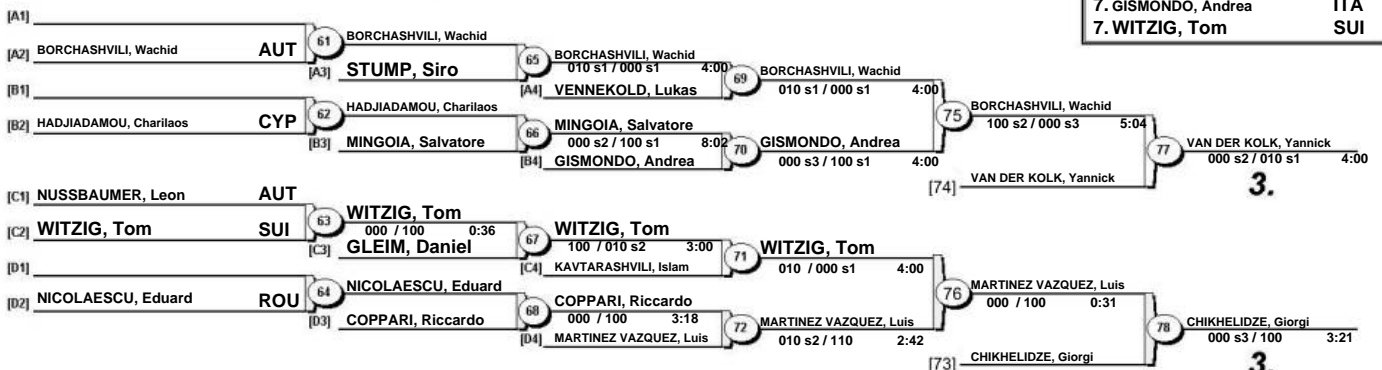 7. GISMONDO, Andrea ITA
7. WITZIG, Tom SUI
[A1]
[A2] BORCHASHVILI, Wachid AUT
61 BORCHASHVILI, Wachid
[A3] STUMP, Siro
65 BORCHASHVILI, Wachid
010 s1 / 000 s1 4:00
[A4] VENNEKOLD, Lukas
69 BORCHASHVILI, Wachid
010 s1 / 000 s1 4:00
[B1]
[B2] HADJIADAMOU, Charilaos CYP
62 HADJIADAMOU, Charilaos
[B3] MINGOIA, Salvatore
66 MINGOIA, Salvatore
000 s2 / 100 s1 8:02
[B4] GISMONDO, Andrea
70 GISMONDO, Andrea
000 s3 / 100 s1 4:00
75 BORCHASHVILI, Wachid
100 s2 / 000 s3 5:04
[74] VAN DER KOLK, Yannick
77 VAN DER KOLK, Yannick
000 s2 / 010 s1 4:00
3.
[C1] NUSSBAUMER, Leon AUT
[C2] WITZIG, Tom SUI
63 WITZIG, Tom
000 / 100 0:36
[C3] GLEIM, Daniel
67 WITZIG, Tom
100 / 010 s2 3:00
[C4] KAVTARASHVILI, Islam
71 WITZIG, Tom
010 / 000 s1 4:00
[D1]
[D2] NICOLAESCU, Eduard ROU
64 NICOLAESCU, Eduard
[D3] COPPARI, Riccardo
68 COPPARI, Riccardo
000 / 100 3:18
[D4] MARTINEZ VAZQUEZ, Luis
72 MARTINEZ VAZQUEZ, Luis
010 s2 / 110 2:42
76 MARTINEZ VAZQUEZ, Luis
000 / 100 0:31
[73] CHIKHELIDZE, Giorgi
78 CHIKHELIDZE, Giorgi
000 s3 / 100 3:21
3.